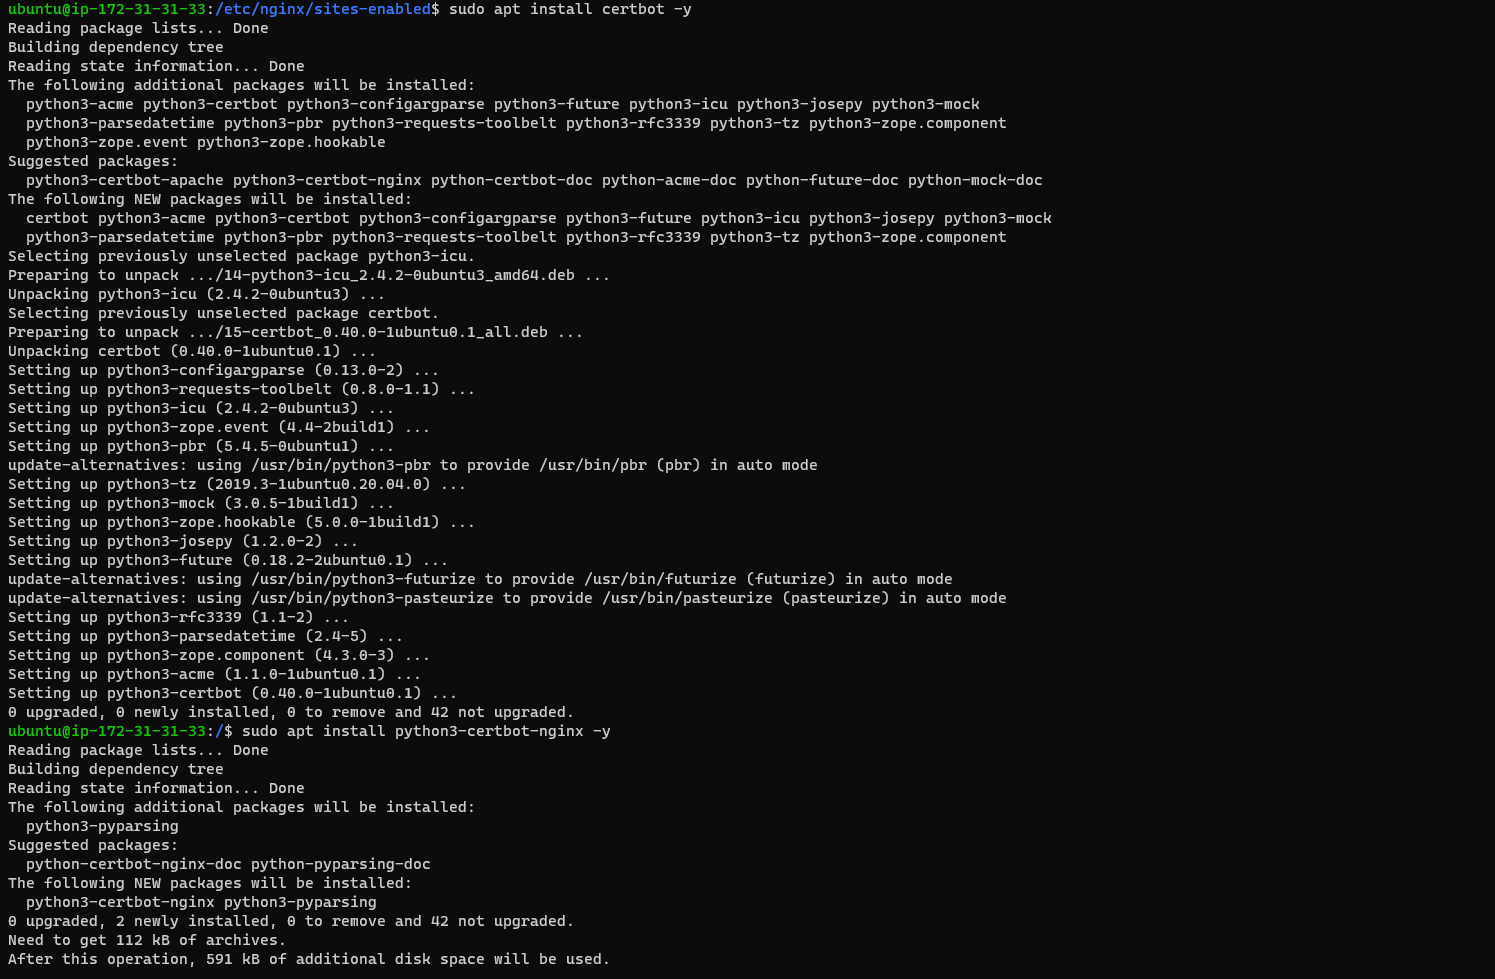 ubuntu@ip-172-31-31-33:/etc/nginx/sites-enabled$ sudo apt install certbot -y
Reading package lists... Done
Building dependency tree
Reading state information... Done
The following additional packages will be installed:
  python3-acme python3-certbot python3-configargparse python3-future python3-icu python3-josepy python3-mock
  python3-parsedatetime python3-pbr python3-requests-toolbelt python3-rfc3339 python3-tz python3-zope.component
  python3-zope.event python3-zope.hookable
Suggested packages:
  python3-certbot-apache python3-certbot-nginx python-certbot-doc python-acme-doc python-future-doc python-mock-doc
The following NEW packages will be installed:
  certbot python3-acme python3-certbot python3-configargparse python3-future python3-icu python3-josepy python3-mock
  python3-parsedatetime python3-pbr python3-requests-toolbelt python3-rfc3339 python3-tz python3-zope.component
Selecting previously unselected package python3-icu.
Preparing to unpack .../14-python3-icu_2.4.2-0ubuntu3_amd64.deb ...
Unpacking python3-icu (2.4.2-0ubuntu3) ...
Selecting previously unselected package certbot.
Preparing to unpack .../15-certbot_0.40.0-1ubuntu0.1_all.deb ...
Unpacking certbot (0.40.0-1ubuntu0.1) ...
Setting up python3-configargparse (0.13.0-2) ...
Setting up python3-requests-toolbelt (0.8.0-1.1) ...
Setting up python3-icu (2.4.2-0ubuntu3) ...
Setting up python3-zope.event (4.4-2build1) ...
Setting up python3-pbr (5.4.5-0ubuntu1) ...
update-alternatives: using /usr/bin/python3-pbr to provide /usr/bin/pbr (pbr) in auto mode
Setting up python3-tz (2019.3-1ubuntu0.20.04.0) ...
Setting up python3-mock (3.0.5-1build1) ...
Setting up python3-zope.hookable (5.0.0-1build1) ...
Setting up python3-josepy (1.2.0-2) ...
Setting up python3-future (0.18.2-2ubuntu0.1) ...
update-alternatives: using /usr/bin/python3-futurize to provide /usr/bin/futurize (futurize) in auto mode
update-alternatives: using /usr/bin/python3-pasteurize to provide /usr/bin/pasteurize (pasteurize) in auto mode
Setting up python3-rfc3339 (1.1-2) ...
Setting up python3-parsedatetime (2.4-5) ...
Setting up python3-zope.component (4.3.0-3) ...
Setting up python3-acme (1.1.0-1ubuntu0.1) ...
Setting up python3-certbot (0.40.0-1ubuntu0.1) ...
0 upgraded, 0 newly installed, 0 to remove and 42 not upgraded.
ubuntu@ip-172-31-31-33:/$ sudo apt install python3-certbot-nginx -y
Reading package lists... Done
Building dependency tree
Reading state information... Done
The following additional packages will be installed:
  python3-pyparsing
Suggested packages:
  python-certbot-nginx-doc python-pyparsing-doc
The following NEW packages will be installed:
  python3-certbot-nginx python3-pyparsing
0 upgraded, 2 newly installed, 0 to remove and 42 not upgraded.
Need to get 112 kB of archives.
After this operation, 591 kB of additional disk space will be used.